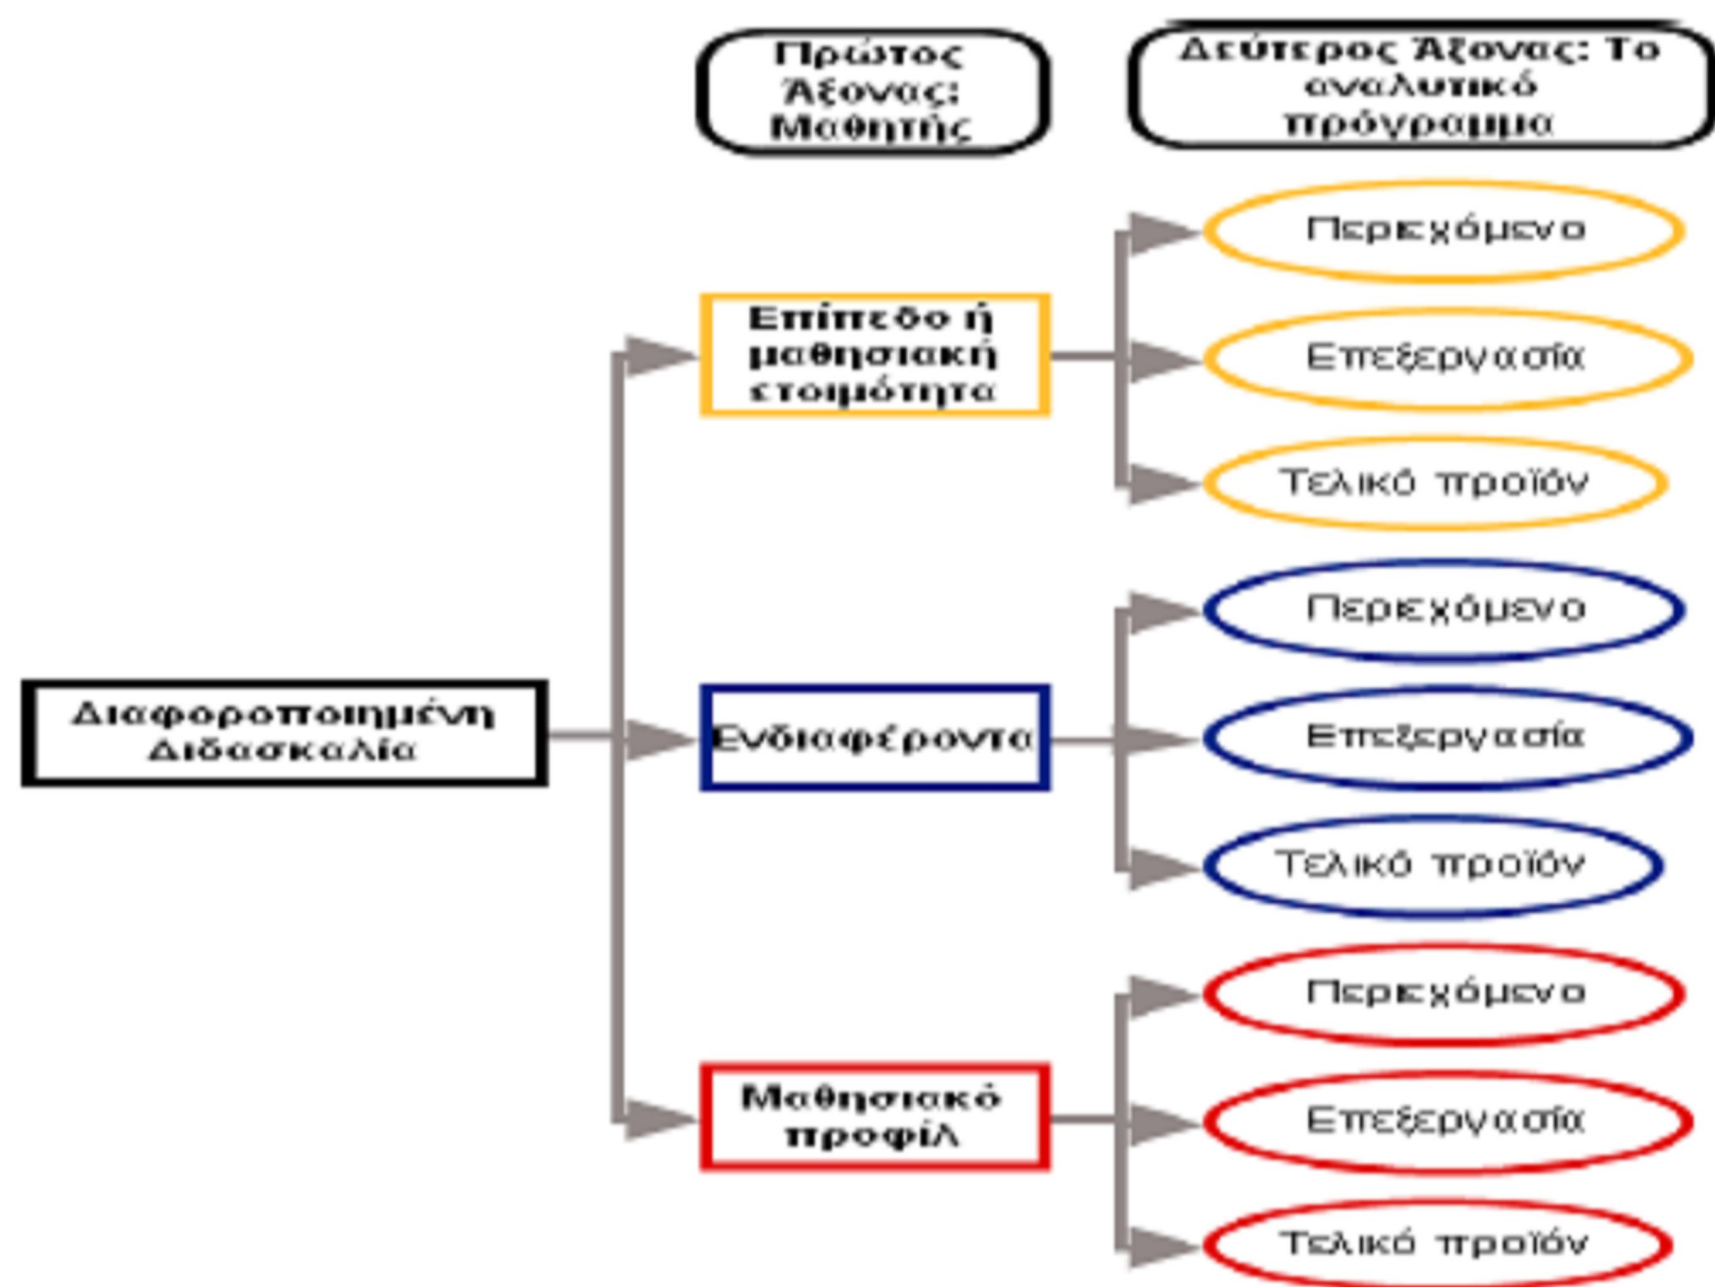 Πρώτος
Άξονας:
Μαθητής
Δεύτερος Άξονας: Το
αναλυτικό
πρόγραμμα
Περιεχόμενο
Επίπεδο ή
μαθησιακή
ετοιμότητα
Επεξεργασία
Τελικό προϊόν
Περιεχόμενο
Διαφοροποιημένη
Διδασκαλία
Ενδιαφέροντα
Επεξεργασία
Τελικό προϊόν
Περιεχόμενο
Μαθησιακό
προφίλ
Επεξεργασία
Τελικό προϊόν